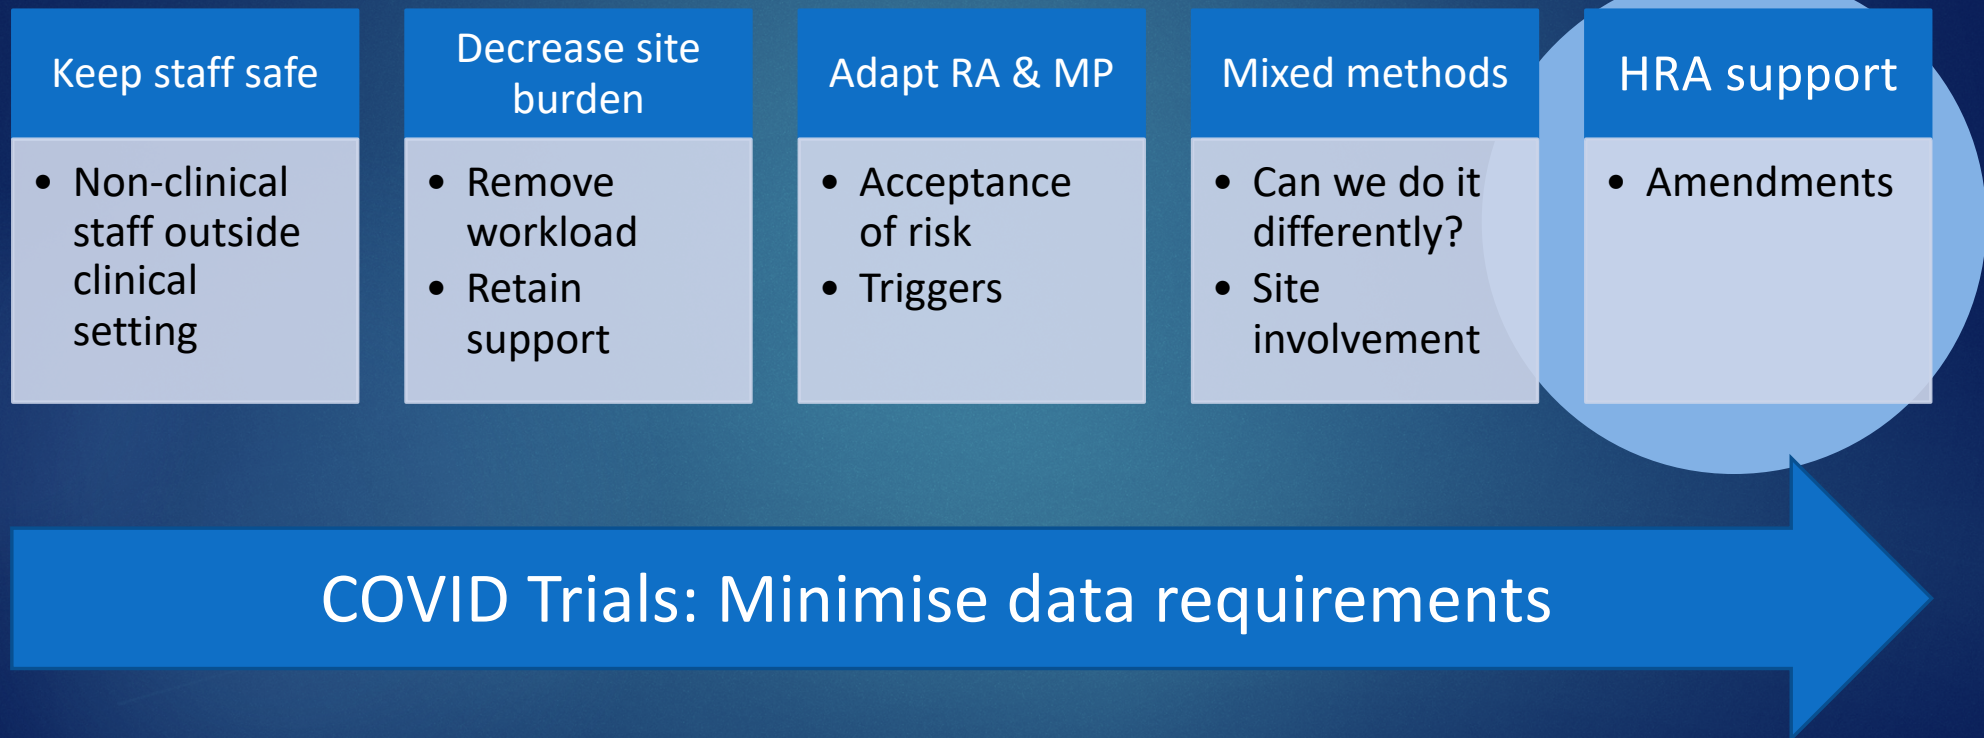 Keep staff safe
• Non-clinical
staff outside
clinical
setting
Decrease site
burden
• Remove
workload
• Retain
support
Adapt RA & MP
• Acceptance
of risk
• Triggers
Mixed methods
• Can we do it
differently?
• Site
involvement
HRA support
• Amendments
COVID Trials: Minimise data requirements